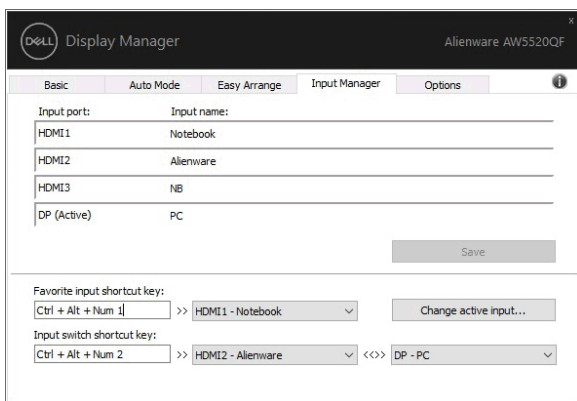 x
DELL Display Manager Alienware AW5520QF
Basic Auto Mode Easy Arrange Input Manager Options i
Input port: Input name:
HDMI1 Notebook
HDMI2 Alienware
HDMI3 NB
DP (Active) PC
Save
Favorite input shortcut key:
Ctrl + Alt + Num 1 >> HDMI1 - Notebook Change active input...
Input switch shortcut key:
Ctrl + Alt + Num 2 >> HDMI2 - Alienware <<>> DP - PC